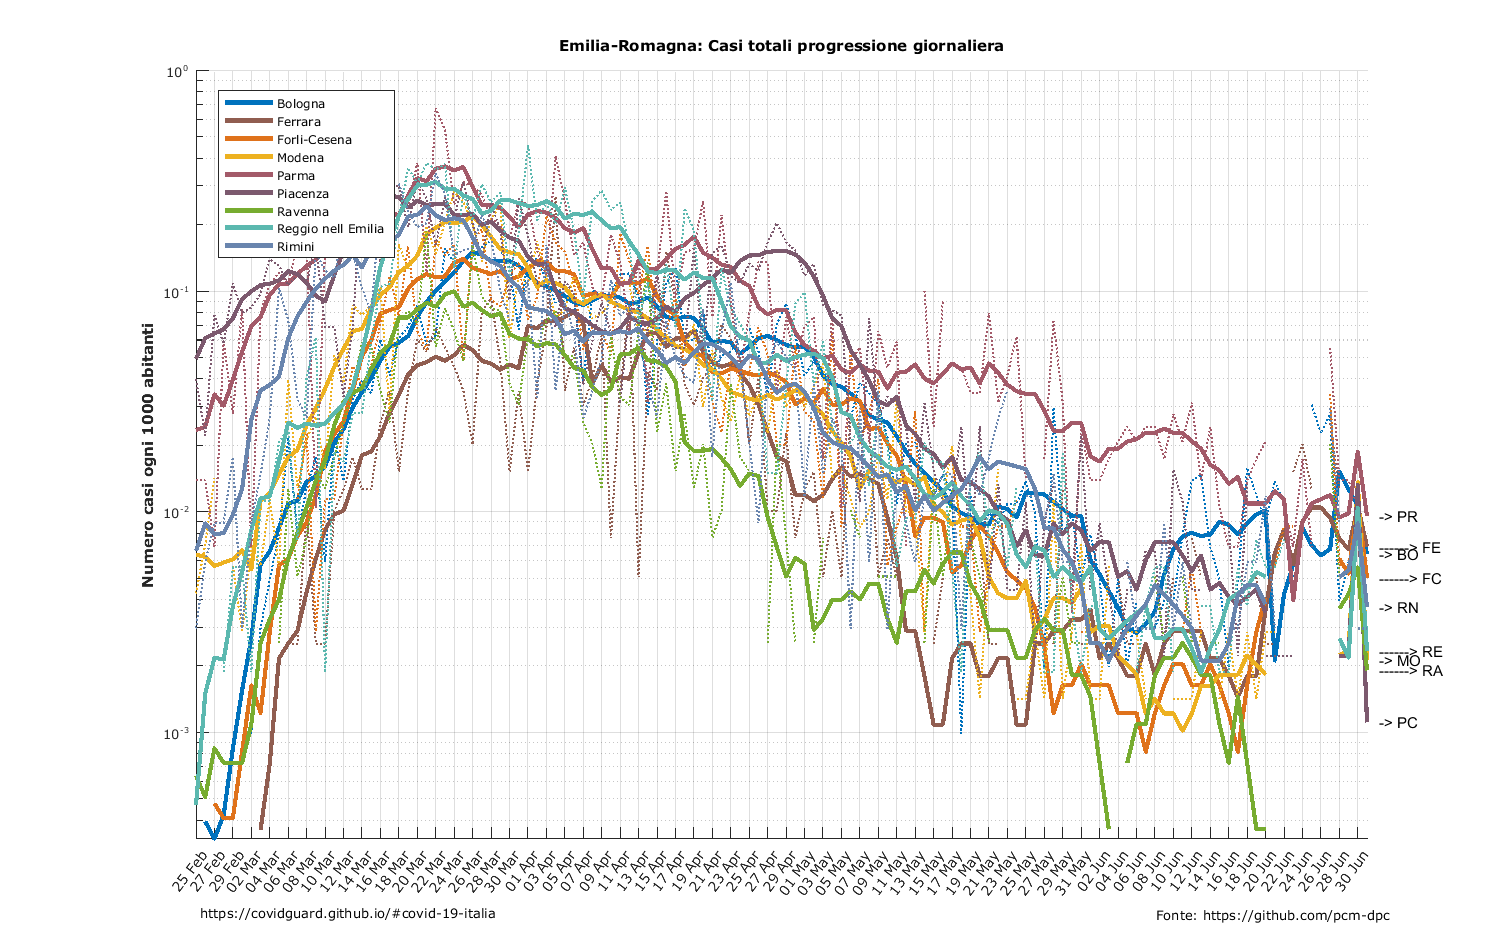 Emilia-Romagna: Casi totali progressione giornaliera
Numero casi ogni 1000 abitanti
10⁰
10⁻¹
10⁻²
10⁻³
Bologna
Ferrara
Forlì-Cesena
Modena
Parma
Piacenza
Ravenna
Reggio nell Emilia
Rimini
-> PR
------> FE
-> BO
------> FC
-> RN
------> RE
-> MO
------> RA
-> PC
25 Feb
27 Feb
29 Feb
02 Mar
04 Mar
06 Mar
08 Mar
10 Mar
12 Mar
14 Mar
16 Mar
18 Mar
20 Mar
22 Mar
24 Mar
26 Mar
28 Mar
30 Mar
01 Apr
03 Apr
05 Apr
07 Apr
09 Apr
11 Apr
13 Apr
15 Apr
17 Apr
19 Apr
21 Apr
23 Apr
25 Apr
27 Apr
29 Apr
01 May
03 May
05 May
07 May
09 May
11 May
13 May
15 May
17 May
19 May
21 May
23 May
25 May
27 May
29 May
31 May
02 Jun
04 Jun
06 Jun
08 Jun
10 Jun
12 Jun
14 Jun
16 Jun
18 Jun
20 Jun
22 Jun
24 Jun
26 Jun
28 Jun
30 Jun
https://covidguard.github.io/#covid-19-italia
Fonte: https://github.com/pcm-dpc